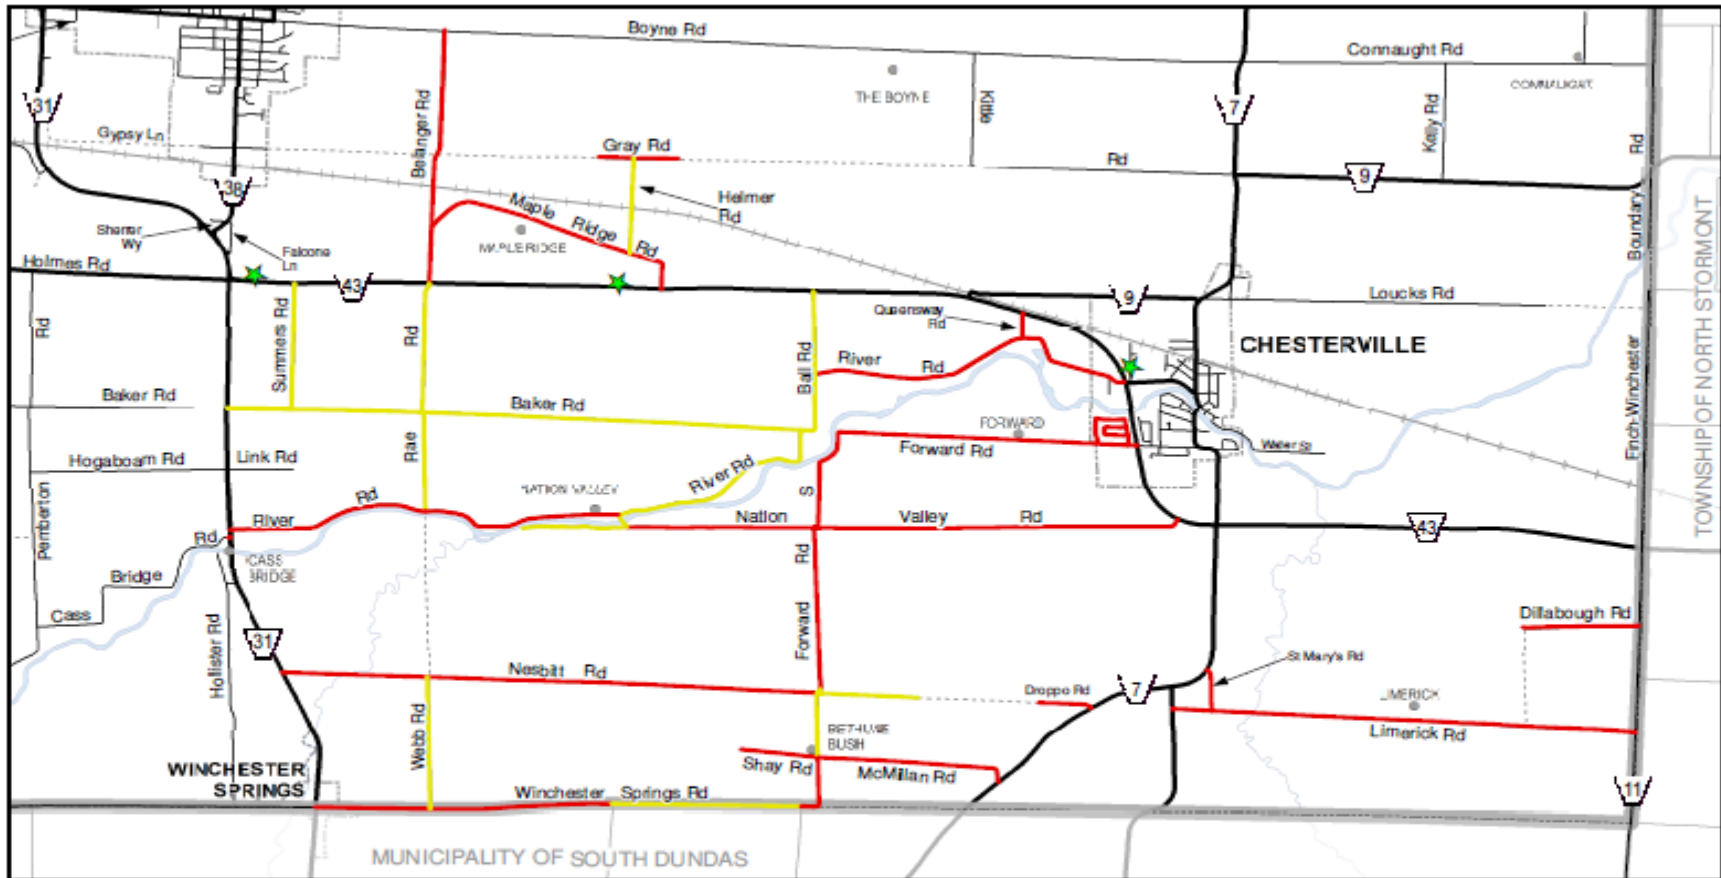 Boyne Rd
Connaught Rd
CONNAUGHT
THE BOYNE
Kittle
Kelly Rd
Rd
31
7
Belanger Rd
Gypsy Ln
Gray Rd
Rd
9
38
Helmer
Rd
Maple Ridge Rd
MAPLE RIDGE
Boundary
Sherrer
Wy
Falcone
Ln
Holmes Rd
43
9
Loucks Rd
Queensway
Rd
TOWNSHIP OF NORTH STORMONT
Rd
Summers Rd
Rd
Ball Rd
River Rd
CHESTERVILLE
Baker Rd
Baker Rd
FORWARD
Finch-Winchester
Rae
Hogaboam Rd
Link Rd
Forward Rd
Water St
River Rd
NATION VALLEY
S
Pemberton
River Rd
Nation Valley Rd
43
Rd
CASS
BRIDGE
Bridge
Rd
Cass
Hollister Rd
31
Forward
Dillabough Rd
St Mary's Rd
Nesbitt Rd
Droppo Rd
7
LIMERICK
Webb Rd
BETHUNE
BUSH
Limerick Rd
Shay Rd
McMillan Rd
WINCHESTER
SPRINGS
Winchester Springs Rd
11
MUNICIPALITY OF SOUTH DUNDAS